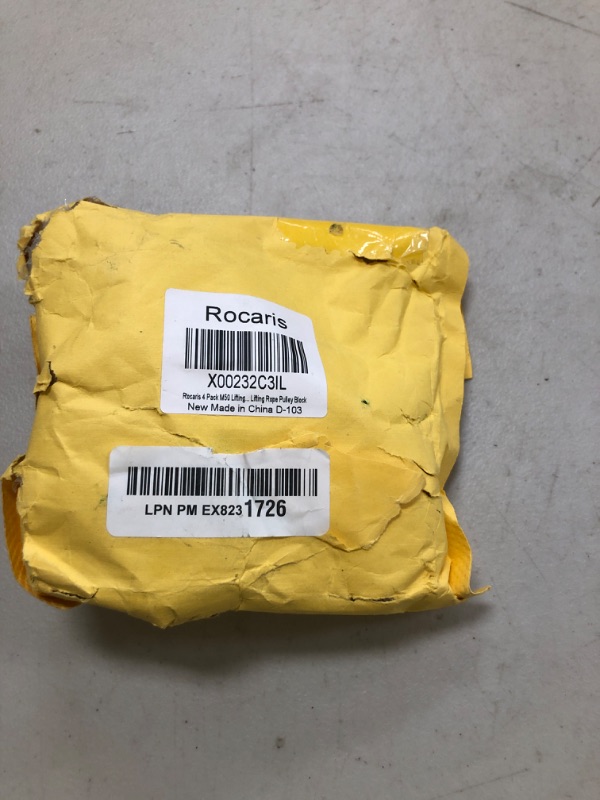 Rocaris
X00232C3IL
Rocaris 4 Pack M50 Lifting... Lifting Rope Pulley Block
New Made in China D-103
LPN PM EX8231726